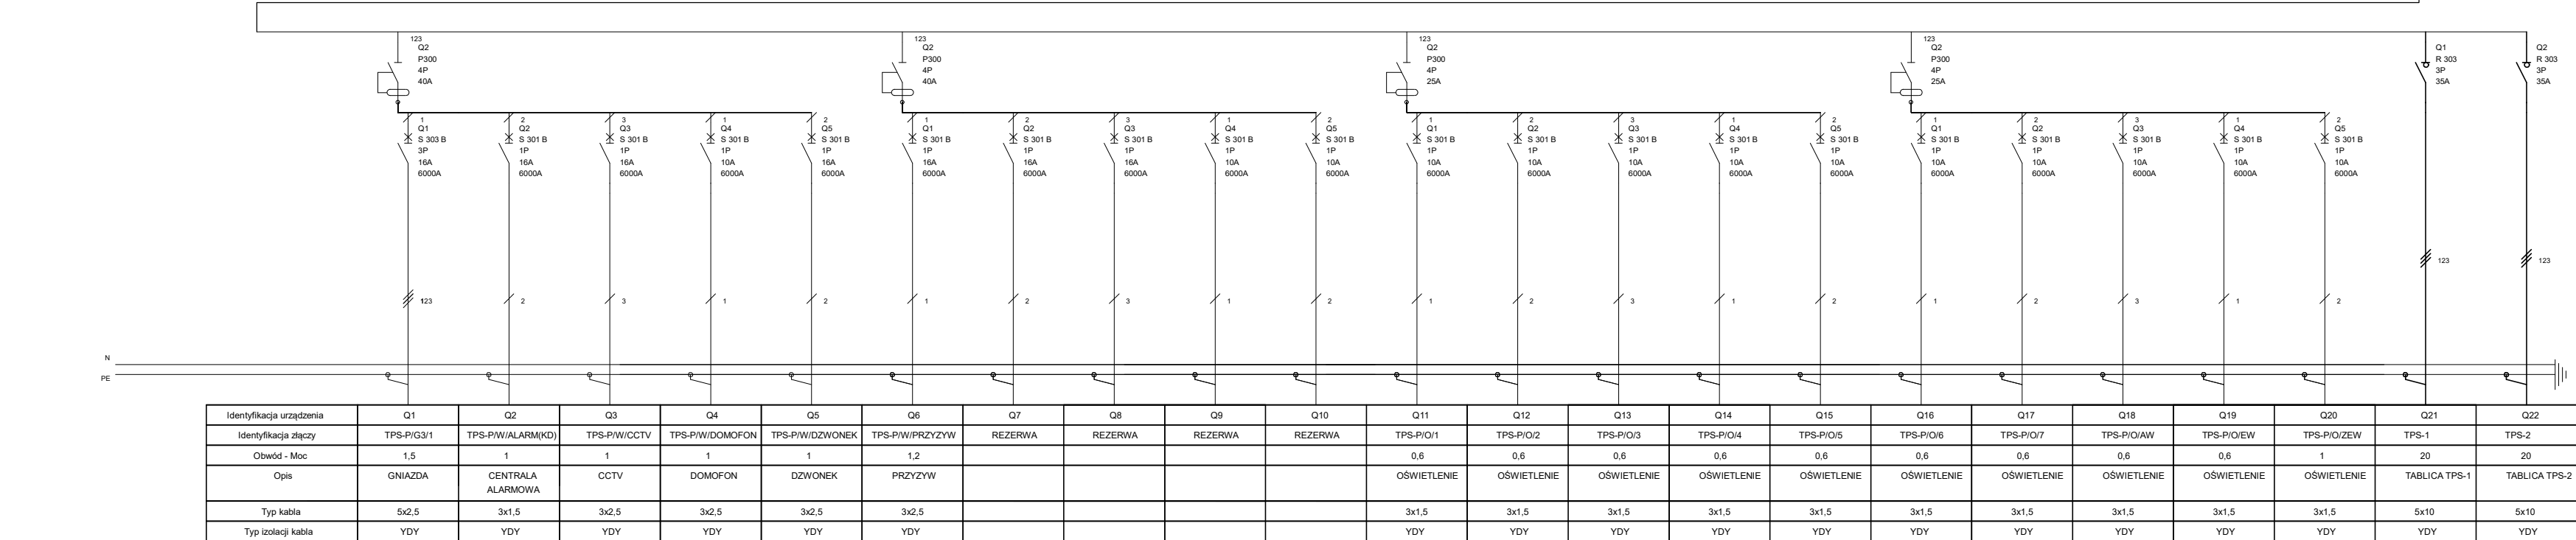 123 123 123 123
Q2 Q2 Q2 Q2 Q1 Q2
P300 P300 P300 P300 R 303 R 303
4P 4P 4P 4P 3P 3P
40A 40A 25A 25A 35A 35A
1 2 3 1 2 1 2 3 1 2 1 2 3 1 2 1 2 3 1 2
Q1 Q2 Q3 Q4 Q5 Q1 Q2 Q3 Q4 Q5 Q1 Q2 Q3 Q4 Q5 Q1 Q2 Q3 Q4 Q5
S 303 B S 301 B S 301 B S 301 B S 301 B S 301 B S 301 B S 301 B S 301 B S 301 B S 301 B S 301 B S 301 B S 301 B S 301 B S 301 B S 301 B S 301 B S 301 B S 301 B
3P 1P 1P 1P 1P 1P 1P 1P 1P 1P 1P 1P 1P 1P 1P 1P 1P 1P 1P 1P
16A 16A 16A 10A 16A 16A 16A 16A 10A 10A 10A 10A 10A 10A 10A 10A 10A 10A 10A 10A
6000A 6000A 6000A 6000A 6000A 6000A 6000A 6000A 6000A 6000A 6000A 6000A 6000A 6000A 6000A 6000A 6000A 6000A 6000A 6000A
123 123
123 2 3 1 2 1 2 3 1 2 1 2 3 1 2 1 2 3 1 2
N
PE
Identyfikacja urządzenia Q1 Q2 Q3 Q4 Q5 Q6 Q7 Q8 Q9 Q10 Q11 Q12 Q13 Q14 Q15 Q16 Q17 Q18 Q19 Q20 Q21 Q22
Identyfikacja złączy TPS-P/G3/1 TPS-P/W/ALARM(KD) TPS-P/W/CCTV TPS-P/W/DOMOFON TPS-P/W/DZWONEK TPS-P/W/PRZYZYW REZERWA REZERWA REZERWA REZERWA TPS-P/O/1 TPS-P/O/2 TPS-P/O/3 TPS-P/O/4 TPS-P/O/5 TPS-P/O/6 TPS-P/O/7 TPS-P/O/AW TPS-P/O/EW TPS-P/O/ZEW TPS-1 TPS-2
Obwód - Moc 1,5 1 1 1 1 1,2 0,6 0,6 0,6 0,6 0,6 0,6 0,6 0,6 0,6 1 20 20
Opis GNIAZDA CENTRALA ALARMOWA CCTV DOMOFON DZWONEK PRZYZYW OŚWIETLENIE OŚWIETLENIE OŚWIETLENIE OŚWIETLENIE OŚWIETLENIE OŚWIETLENIE OŚWIETLENIE OŚWIETLENIE OŚWIETLENIE OŚWIETLENIE TABLICA TPS-1 TABLICA TPS-2
Typ kabla 5x2,5 3x1,5 3x2,5 3x2,5 3x2,5 3x2,5 3x1,5 3x1,5 3x1,5 3x1,5 3x1,5 3x1,5 3x1,5 3x1,5 3x1,5 3x1,5 5x10 5x10
Typ izolacji kabla YDY YDY YDY YDY YDY YDY YDY YDY YDY YDY YDY YDY YDY YDY YDY YDY YDY YDY